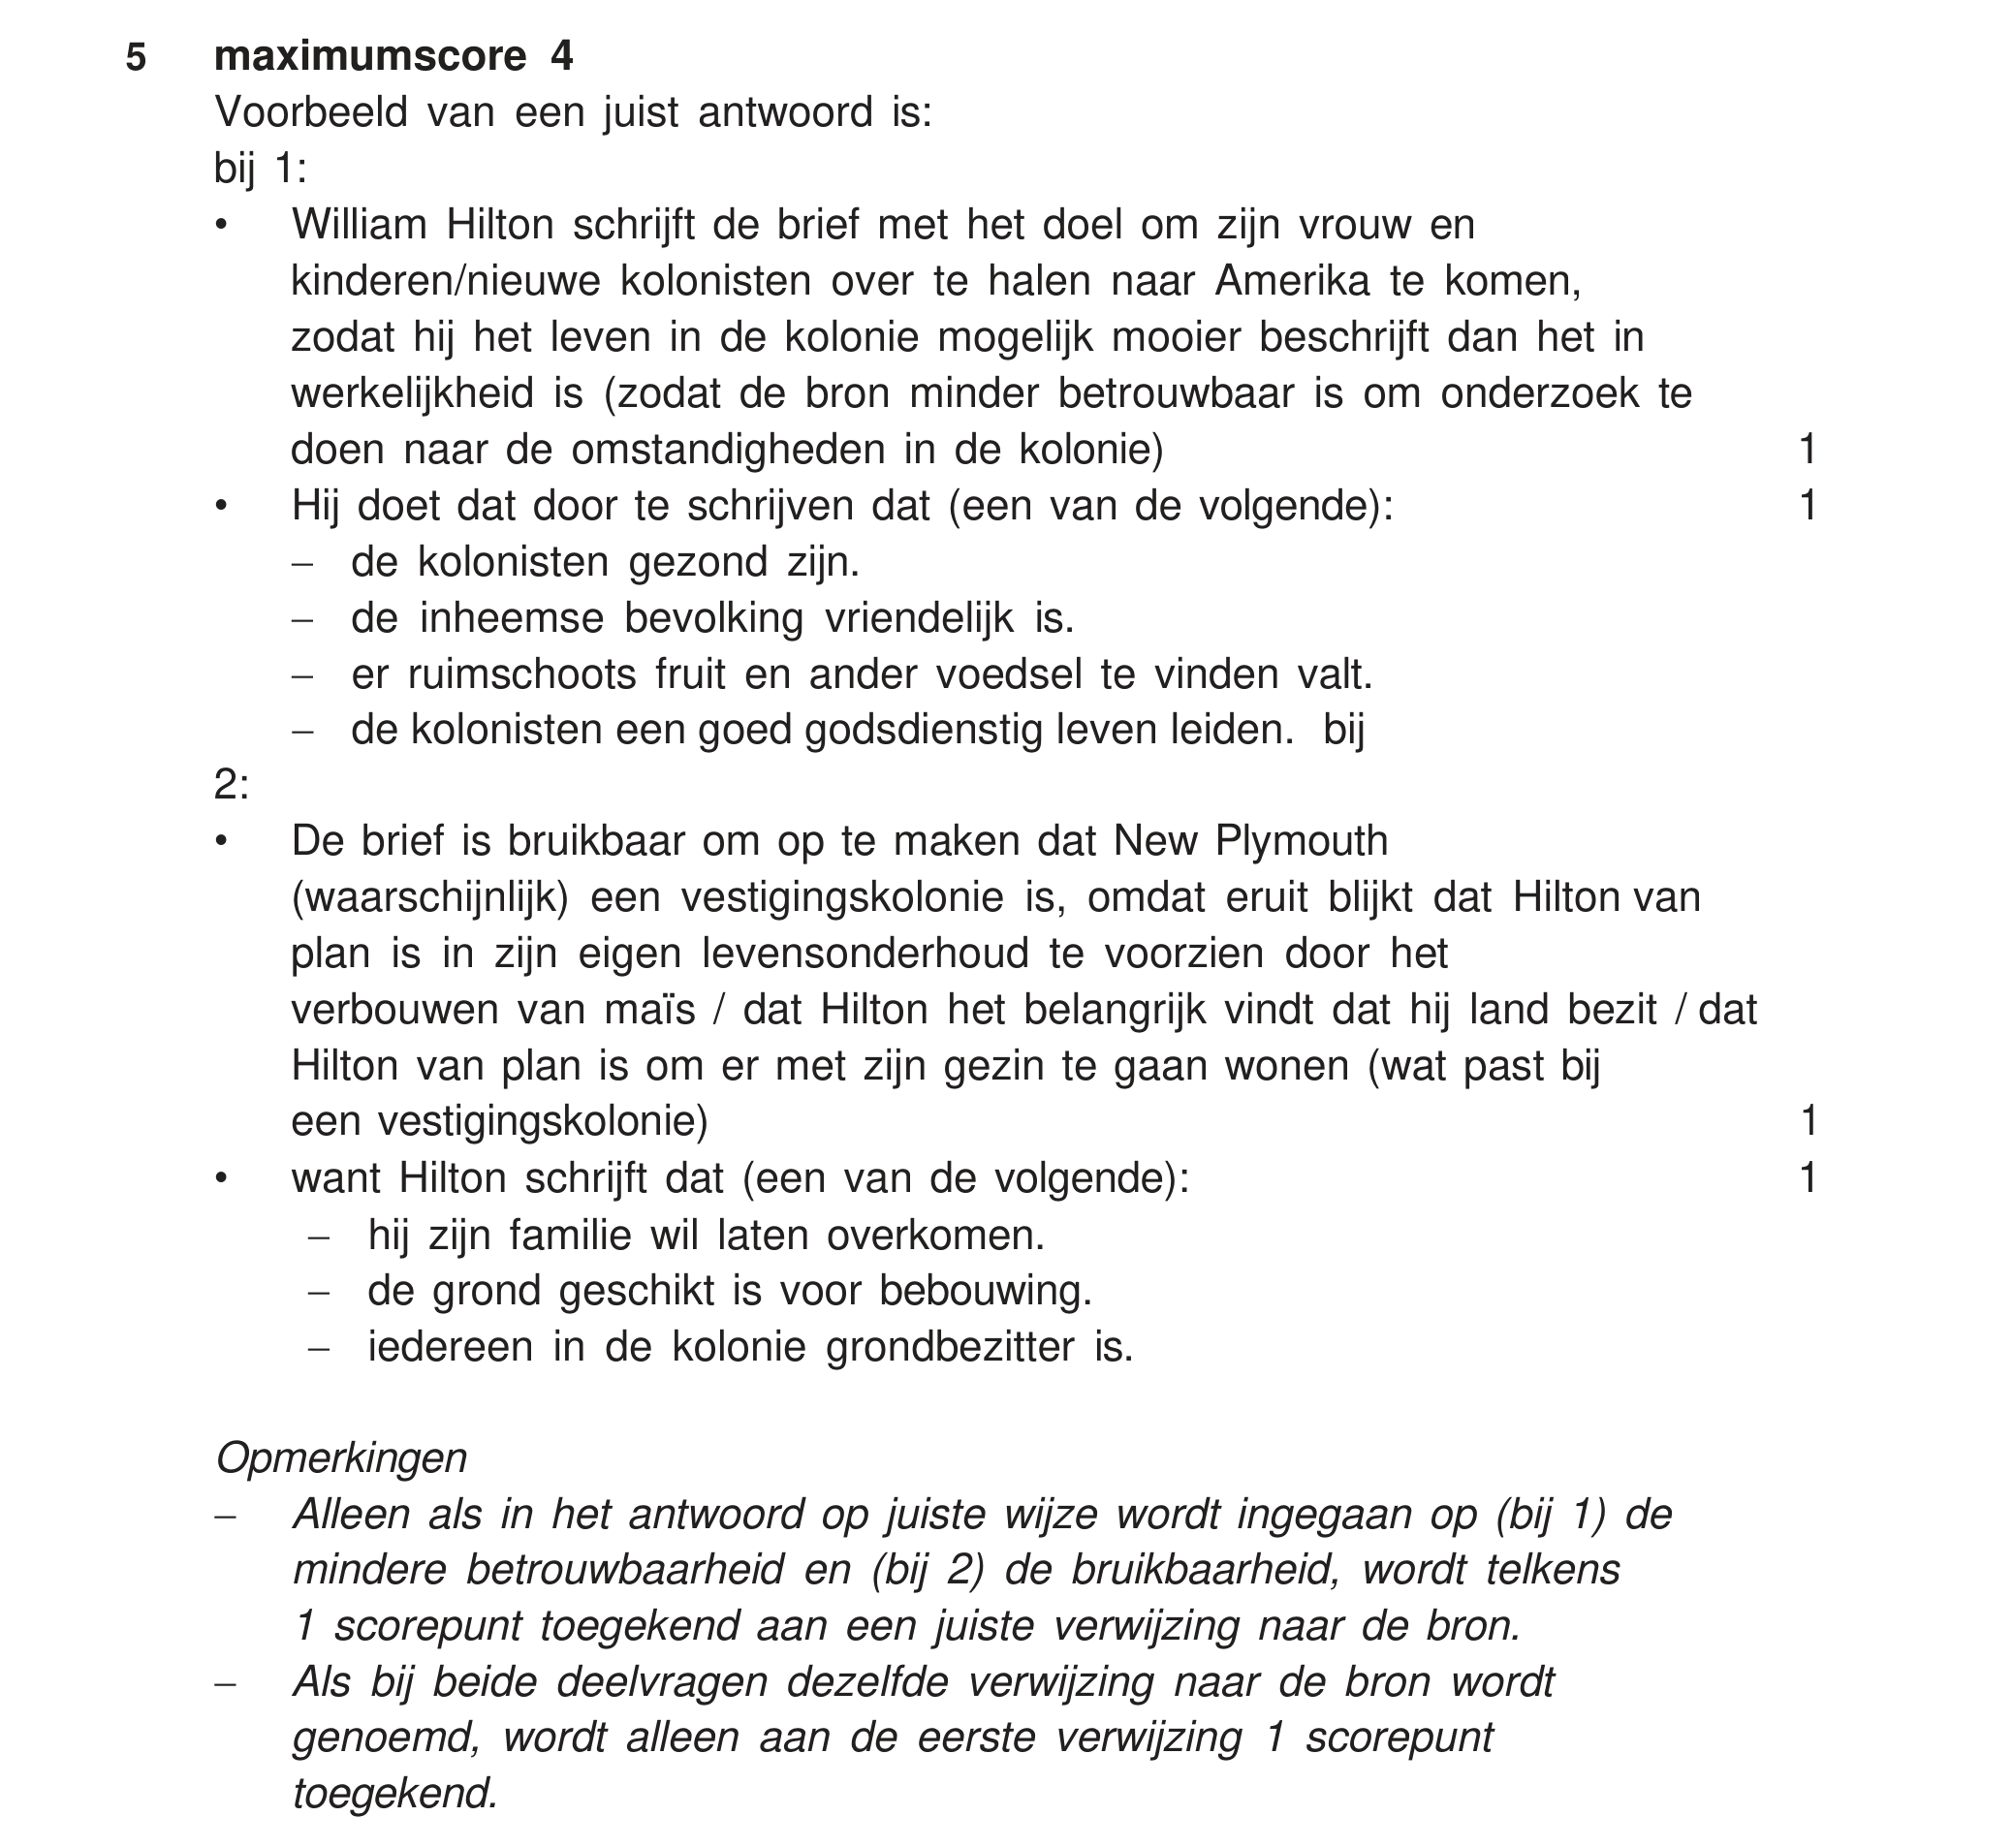 5 maximumscore 4
Voorbeeld van een juist antwoord is:
bij 1:
• William Hilton schrijft de brief met het doel om zijn vrouw en
kinderen/nieuwe kolonisten over te halen naar Amerika te komen,
zodat hij het leven in de kolonie mogelijk mooier beschrijft dan het in
werkelijkheid is (zodat de bron minder betrouwbaar is om onderzoek te
doen naar de omstandigheden in de kolonie) 1
• Hij doet dat door te schrijven dat (een van de volgende): 1
– de kolonisten gezond zijn.
– de inheemse bevolking vriendelijk is.
– er ruimschoots fruit en ander voedsel te vinden valt.
– de kolonisten een goed godsdienstig leven leiden. bij
2:
• De brief is bruikbaar om op te maken dat New Plymouth
(waarschijnlijk) een vestigingskolonie is, omdat eruit blijkt dat Hilton van
plan is in zijn eigen levensonderhoud te voorzien door het
verbouwen van maïs / dat Hilton het belangrijk vindt dat hij land bezit / dat
Hilton van plan is om er met zijn gezin te gaan wonen (wat past bij
een vestigingskolonie) 1
• want Hilton schrijft dat (een van de volgende): 1
– hij zijn familie wil laten overkomen.
– de grond geschikt is voor bebouwing.
– iedereen in de kolonie grondbezitter is.
Opmerkingen
– Alleen als in het antwoord op juiste wijze wordt ingegaan op (bij 1) de
mindere betrouwbaarheid en (bij 2) de bruikbaarheid, wordt telkens
1 scorepunt toegekend aan een juiste verwijzing naar de bron.
– Als bij beide deelvragen dezelfde verwijzing naar de bron wordt
genoemd, wordt alleen aan de eerste verwijzing 1 scorepunt
toegekend.